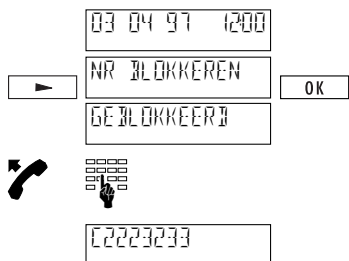 03 04 97 12:00
NR BLOKKEREN
OK
GEBLOKKEERD
C2223233